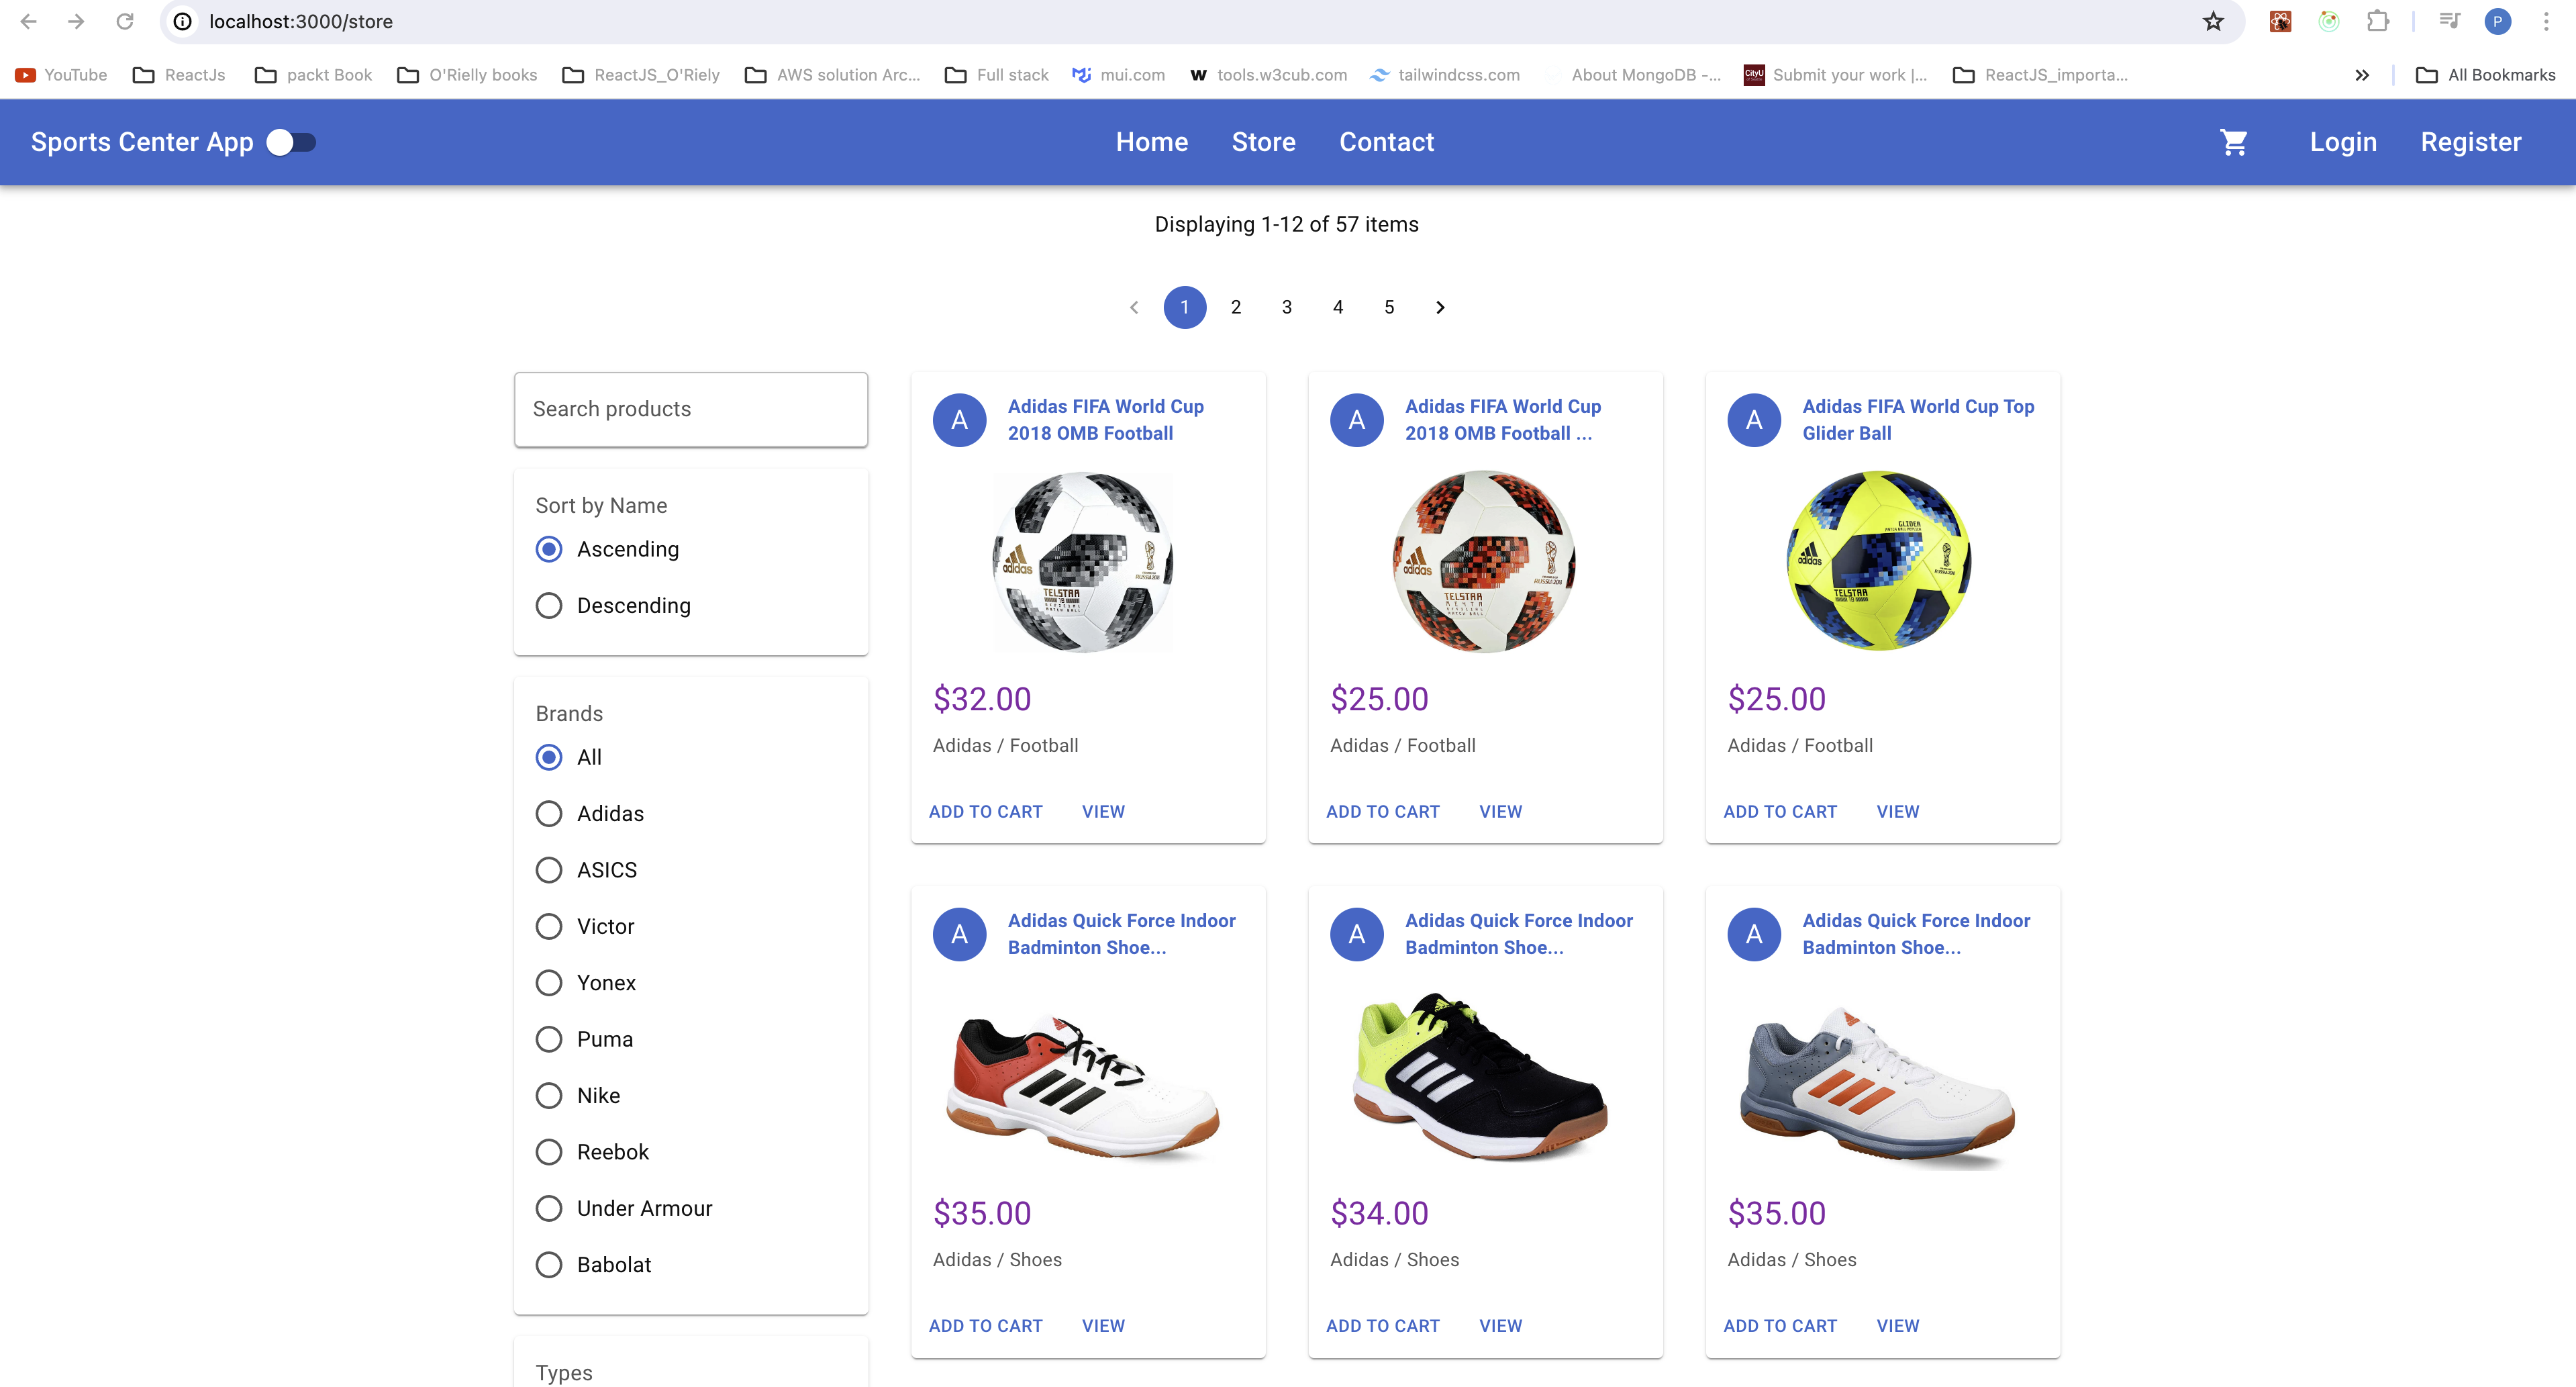 localhost:3000/store
P
YouTube ReactJs packt Book O'Rielly books ReactJS_O'Riely AWS solution Arc... Full stack mui.com tools.w3cub.com tailwindcss.com About MongoDB -... Submit your work |... ReactJS_importa... All Bookmarks
Sports Center App Home Store Contact Login Register
Displaying 1-12 of 57 items
1 2 3 4 5
Search products
Sort by Name
Ascending
Descending
Brands
All
Adidas
ASICS
Victor
Yonex
Puma
Nike
Reebok
Under Armour
Babolat
Types
A
Adidas FIFA World Cup
2018 OMB Football
adidas
TELSTAR
$32.00
Adidas / Football
ADD TO CART VIEW
A
Adidas FIFA World Cup
2018 OMB Football ...
adidas
TELSTAR
$25.00
Adidas / Football
ADD TO CART VIEW
A
Adidas FIFA World Cup Top
Glider Ball
GLIDER
adidas
TELSTAR
$25.00
Adidas / Football
ADD TO CART VIEW
A
Adidas Quick Force Indoor
Badminton Shoe...
$35.00
Adidas / Shoes
ADD TO CART VIEW
A
Adidas Quick Force Indoor
Badminton Shoe...
$34.00
Adidas / Shoes
ADD TO CART VIEW
A
Adidas Quick Force Indoor
Badminton Shoe...
$35.00
Adidas / Shoes
ADD TO CART VIEW